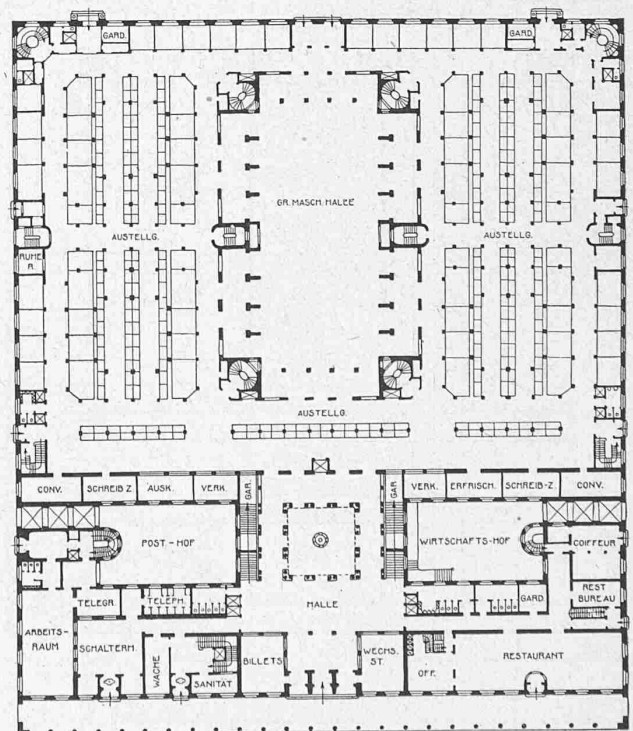 GARD.
GARD.
GR. MASCH. HALLE
AUSTELLG.
AUSTELLG.
RUHE
R.
AUSTELLG.
CONV.
SCHREIB Z.
AUSK.
VERK.
GAR.
GAR.
VERK.
ERFRISCH.
SCHREIB-Z.
CONV.
POST-HOF
WIRTSCHAFTS-HOF
COIFFEUR
TELEGR.
TELEPH.
HALLE
GARD.
REST
BUREAU
ARBEITS-
RAUM
SCHALTERH.
WACHE
SANITÄT
BILLETS
WECHS.
ST.
OFF.
RESTAURANT